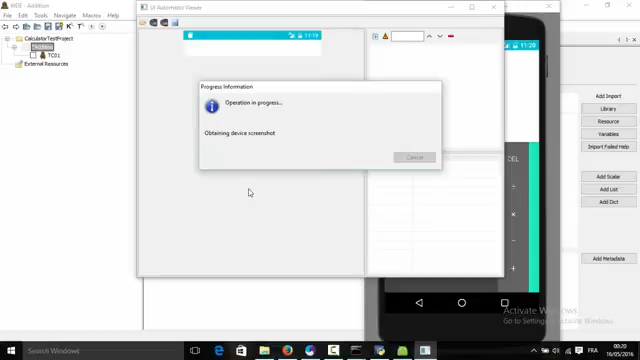 RIDE - Addition
Edit Tools Navigate Macros Help
CalculatorTestProject
Addition
TC01
External Resources
UI Automator Viewer
11:19
Progress Information
Operation in progress...
Obtaining device screenshot
Cancel
11:20
DEL
÷
×
−
+
Add Import
Library
Resource
Variables
Import Failed Help
Add Scalar
Add List
Add Dict
Add Metadata
Activate Windows
Go to Settings to activate Windows.
Search Windows
FRA
00:20
16/05/2016